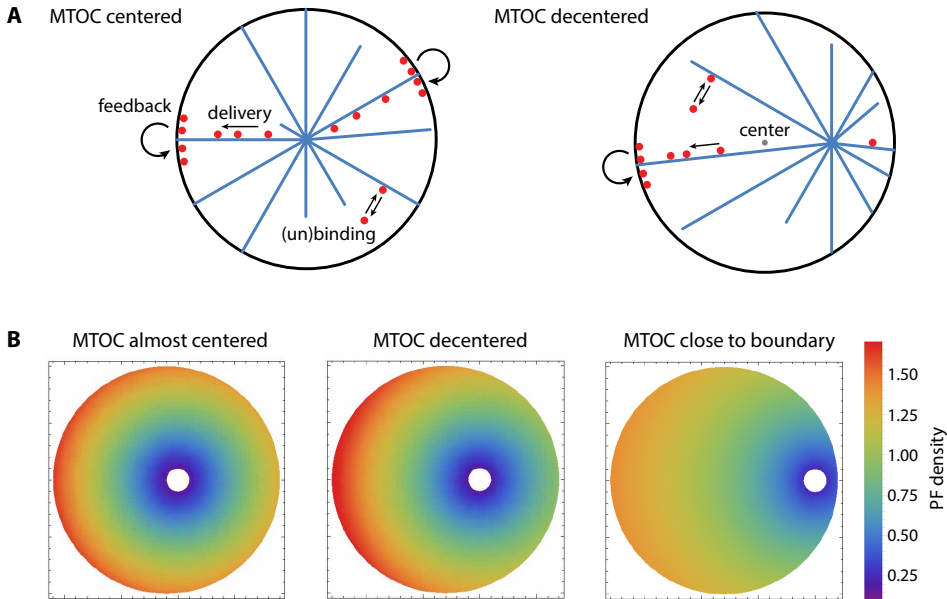 A
MTOC centered
MTOC decentered
feedback
delivery
center
(un)binding
B
MTOC almost centered
MTOC decentered
MTOC close to boundary
1.50
1.25
1.00
0.75
0.50
0.25
PF density